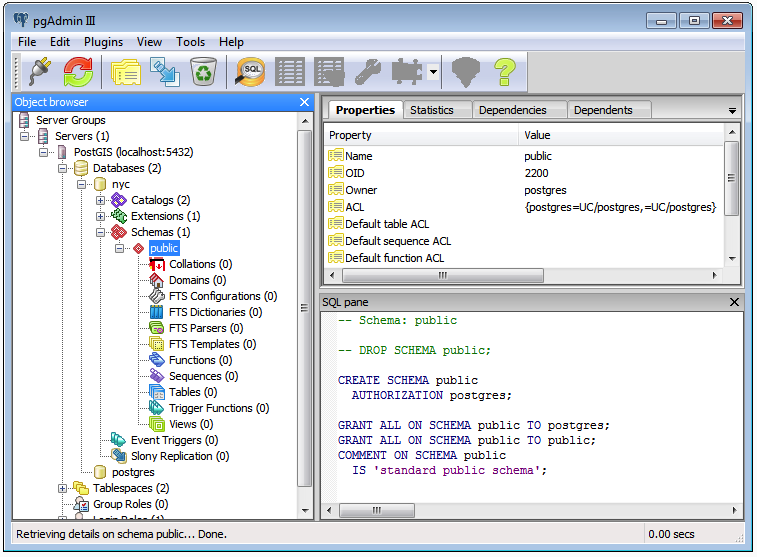 pgAdmin III
File Edit Plugins View Tools Help
SQL
Object browser
Server Groups
Servers (1)
PostGIS (localhost:5432)
Databases (2)
nyc
Catalogs (2)
Extensions (1)
Schemas (1)
public
Collations (0)
Domains (0)
FTS Configurations (0)
FTS Dictionaries (0)
FTS Parsers (0)
FTS Templates (0)
Functions (0)
Sequences (0)
Tables (0)
Trigger Functions (0)
Views (0)
Event Triggers (0)
Slony Replication (0)
postgres
Tablespaces (2)
Group Roles (0)
Login Roles (1)
Properties Statistics Dependencies Dependents
Property Value
Name public
OID 2200
Owner postgres
ACL {postgres=UC/postgres,=UC/postgres}
Default table ACL
Default sequence ACL
Default function ACL
SQL pane
-- Schema: public
-- DROP SCHEMA public;
CREATE SCHEMA public
AUTHORIZATION postgres;
GRANT ALL ON SCHEMA public TO postgres;
GRANT ALL ON SCHEMA public TO public;
COMMENT ON SCHEMA public
IS 'standard public schema';
Retrieving details on schema public... Done. 0.00 secs